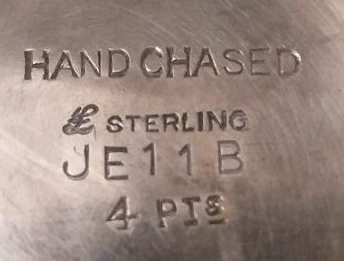 HAND CHASED
STERLING
JE11B
4 PTS